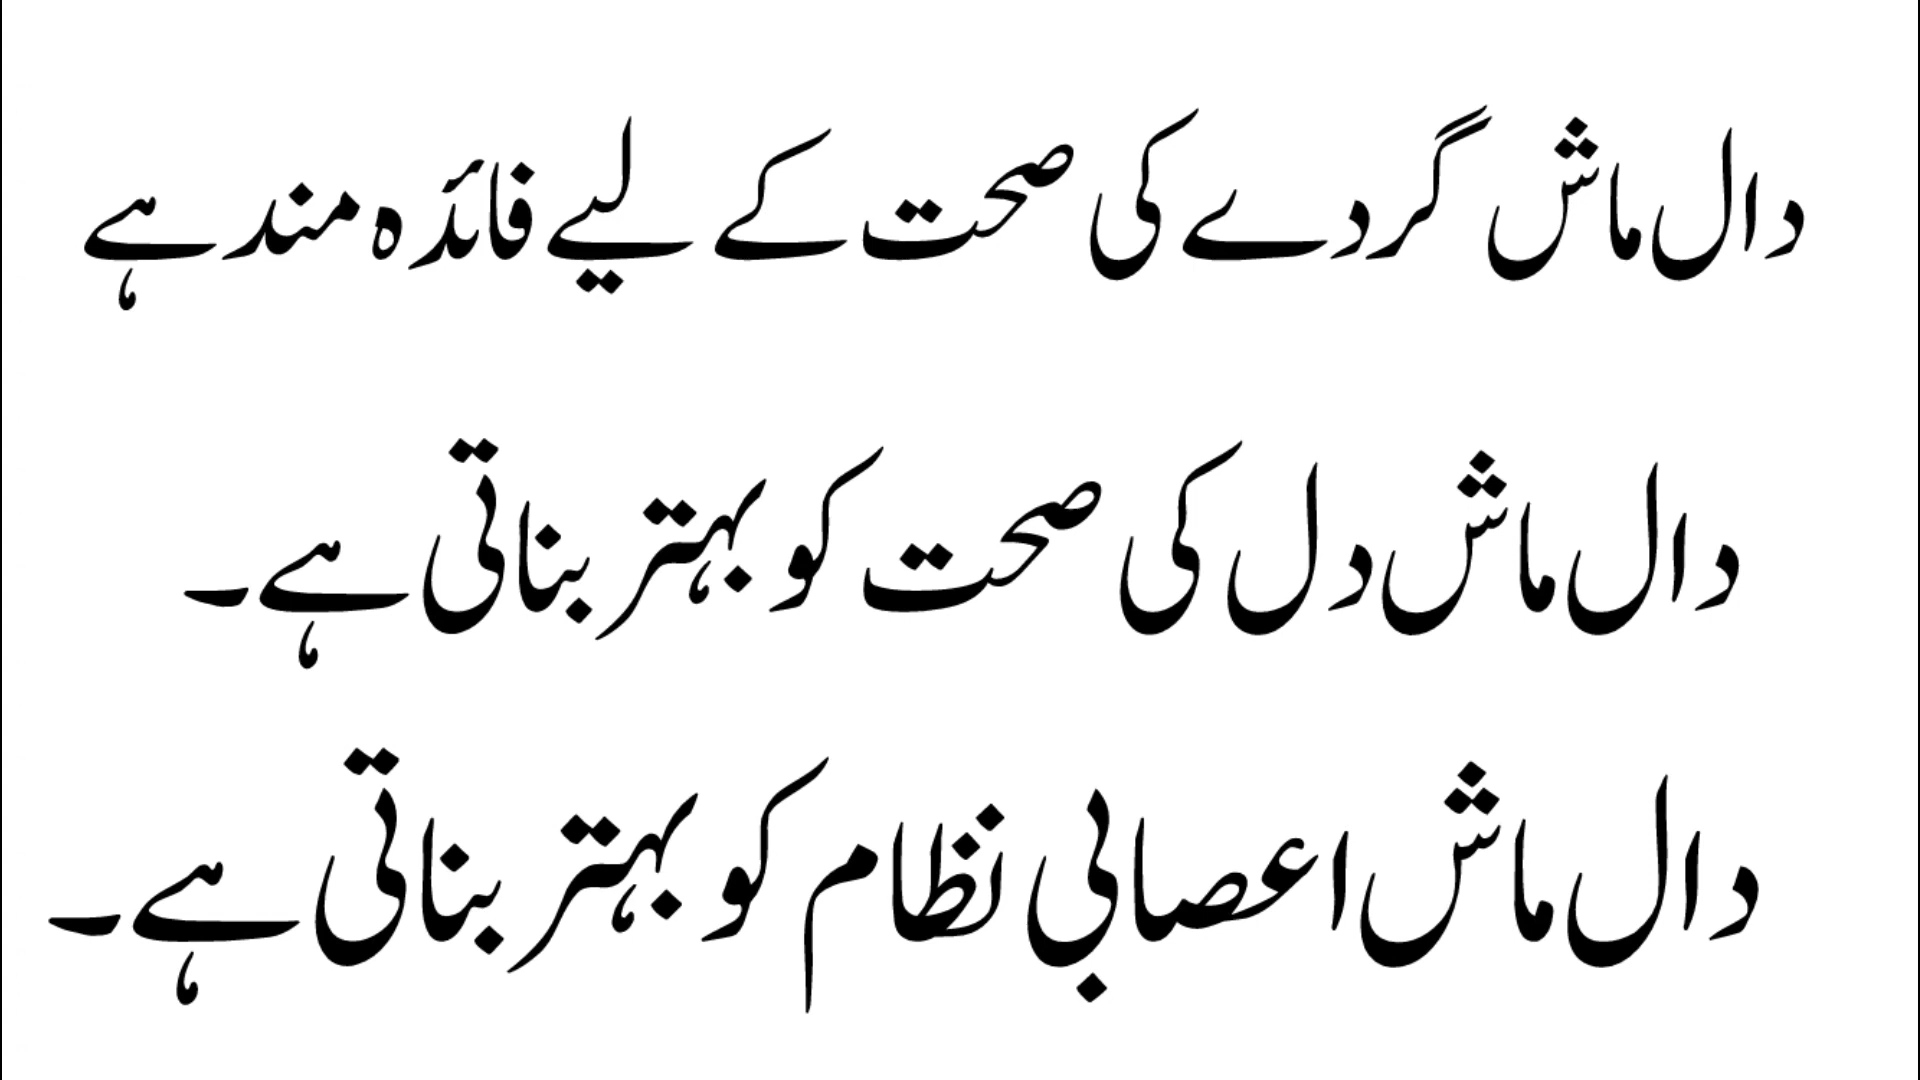 دال ماش گردے کی صحت کے لیے فائدہ مند ہے
دال ماش دل کی صحت کو بہتر بناتی ہے۔
دال ماش اعصابی نظام کو بہتر بناتی ہے۔